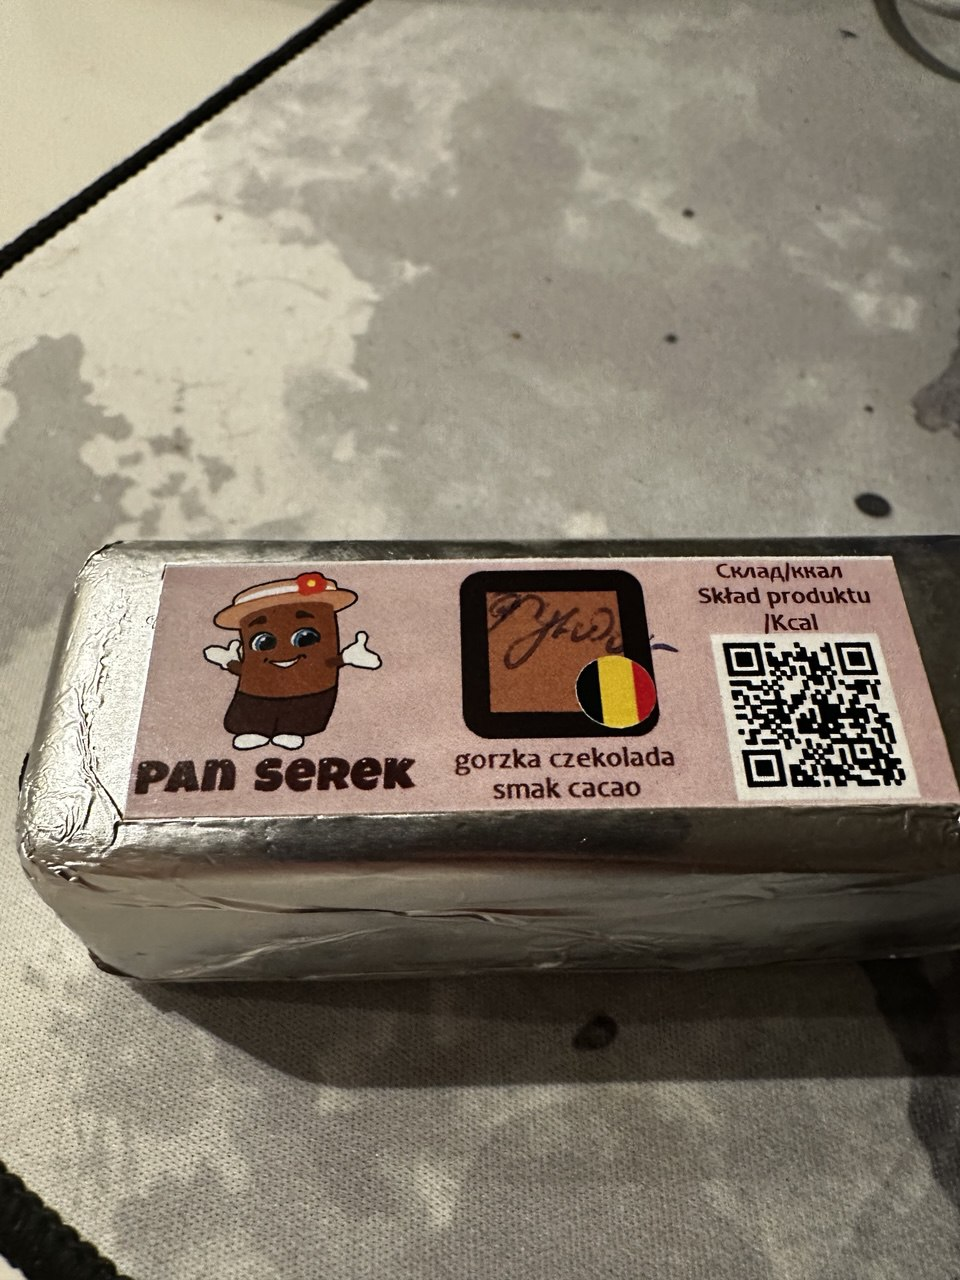 PAN SEREK
gorzka czekolada
smak cacao
Склад/ккал
Skład produktu
/Kcal